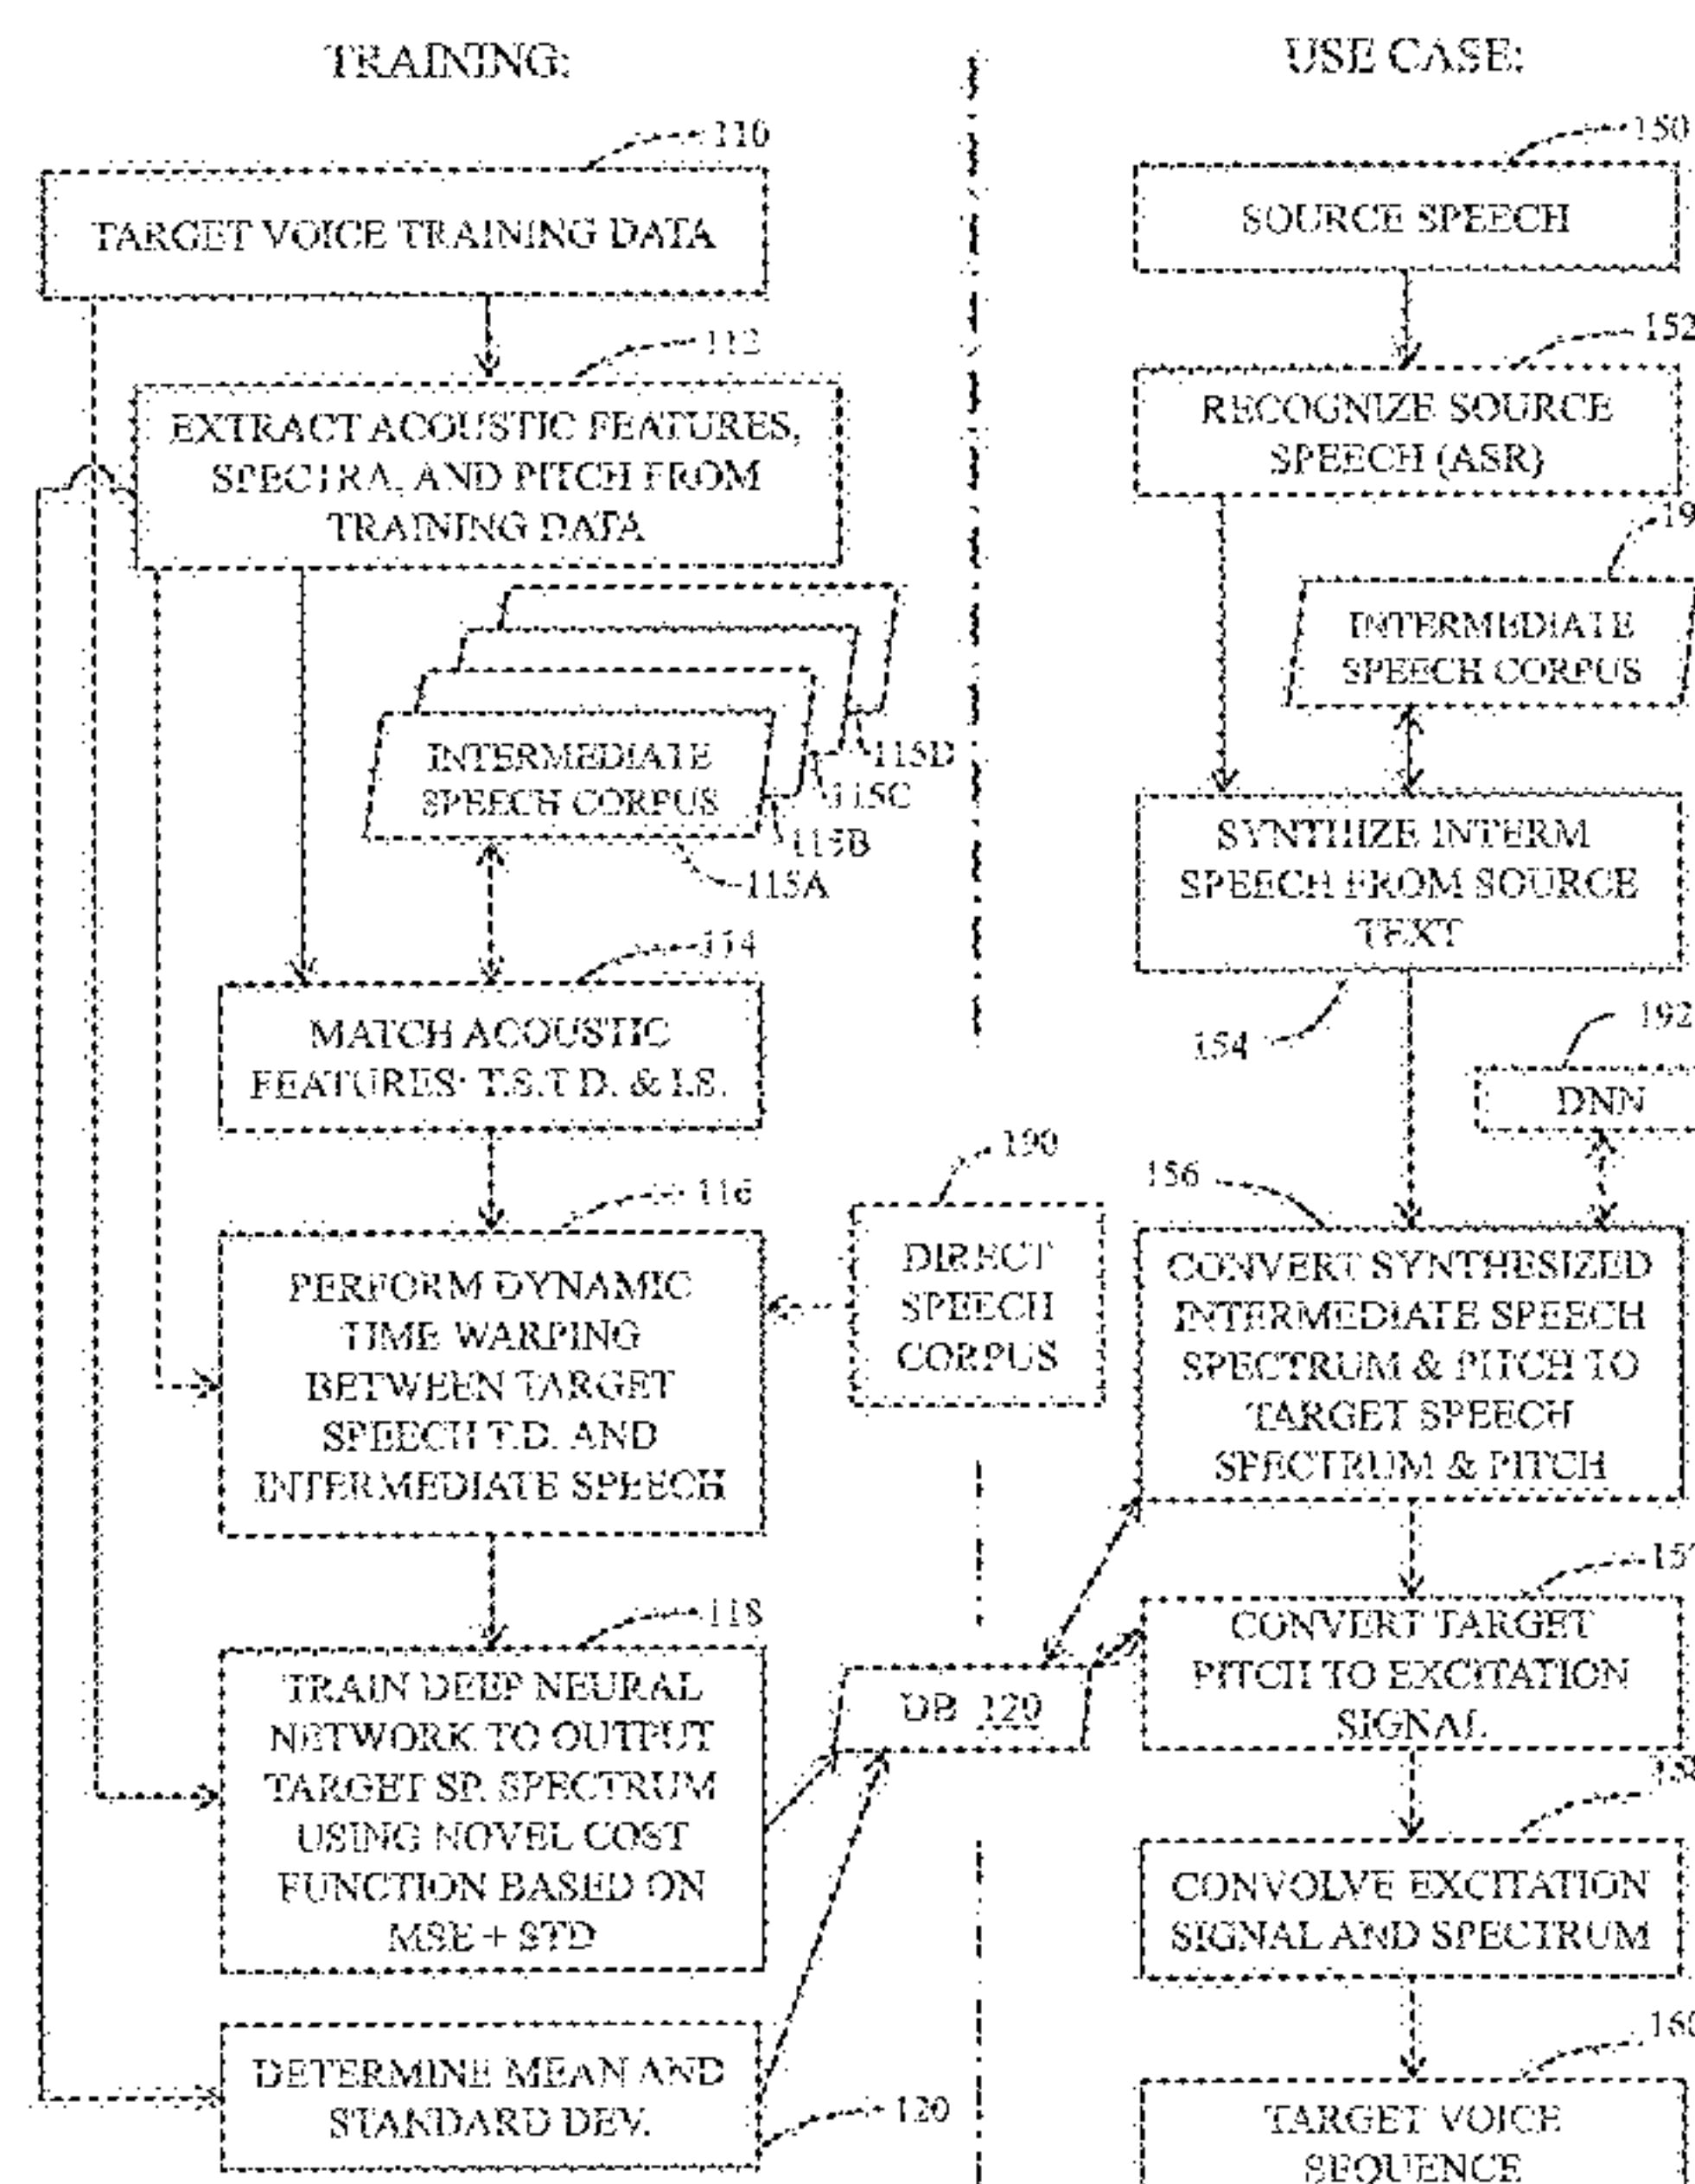 TRAINING:
110
TARGET VOICE TRAINING DATA
112
EXTRACT ACOUSTIC FEATURES,
SPECTRA, AND PITCH FROM
TRAINING DATA
INTERMEDIATE
SPEECH CORPUS
115D
115C
115B
115A
114
MATCH ACOUSTIC
FEATURES: T.S.T.D. & I.S.
116
PERFORM DYNAMIC
TIME WARPING
BETWEEN TARGET
SPEECH T.D. AND
INTERMEDIATE SPEECH
190
DIRECT
SPEECH
CORPUS
118
TRAIN DEEP NEURAL
NETWORK TO OUTPUT
TARGET SP. SPECTRUM
USING NOVEL COST
FUNCTION BASED ON
MSE + STD
DB 129
DETERMINE MEAN AND
STANDARD DEV.
120
USE CASE:
150
SOURCE SPEECH
152
RECOGNIZE SOURCE
SPEECH (ASR)
19
INTERMEDIATE
SPEECH CORPUS
SYNTHIZE INTERM
SPEECH FROM SOURCE
TEXT
154
192
DNN
156
CONVERT SYNTHESIZED
INTERMEDIATE SPEECH
SPECTRUM & PITCH TO
TARGET SPEECH
SPECTRUM & PITCH
157
CONVERT TARGET
PITCH TO EXCITATION
SIGNAL
158
CONVOLVE EXCITATION
SIGNAL AND SPECTRUM
160
TARGET VOICE
SEQUENCE